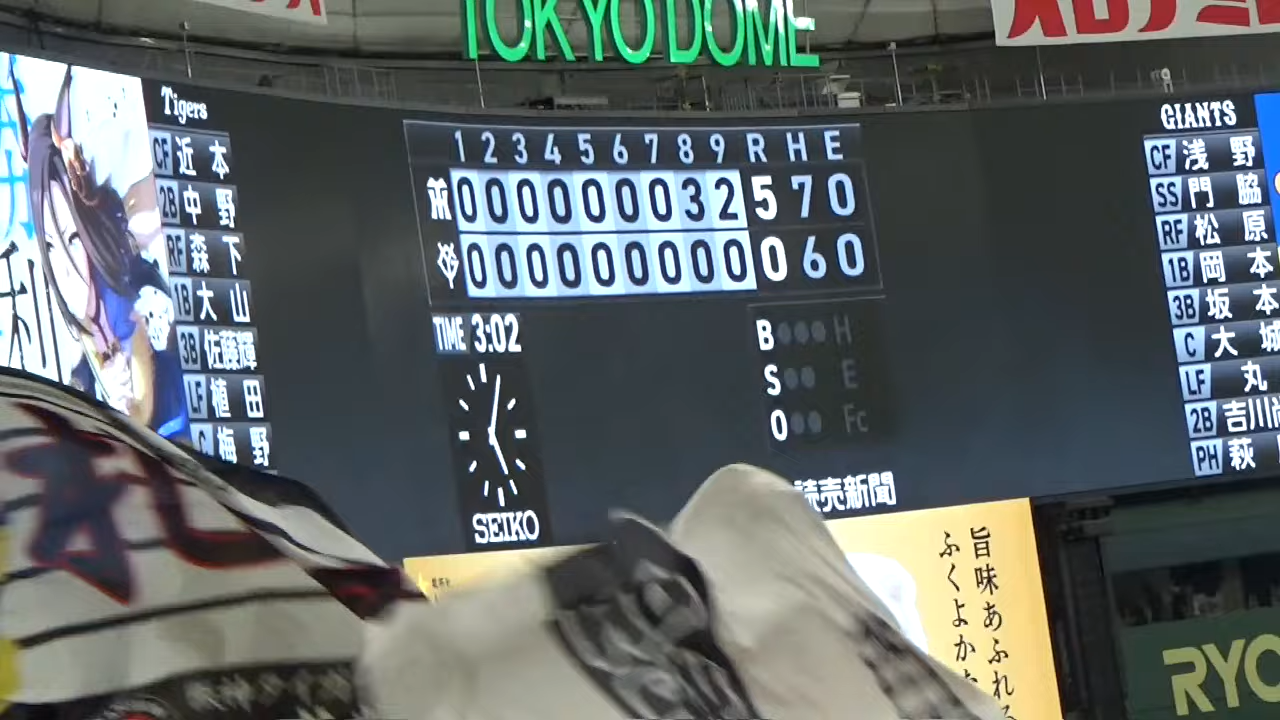 TOKYO DOME
Tigers
CF 近本
2B 中野
RF 森下
1B 大山
3B 佐藤輝
LF 植田
C 梅野
1 2 3 4 5 6 7 8 9 R H E
0 0 0 0 0 0 0 3 2 5 7 0
0 0 0 0 0 0 0 0 0 0 6 0
TIME 3:02
B H
S E
O Fc
SEIKO
読売新聞
GIANTS
CF 浅野
SS 門脇
RF 松原
1B 岡本
3B 坂本
C 大城
LF 丸
2B 吉川尚
PH 萩
旨味あふれる
ふくよかな
RYO